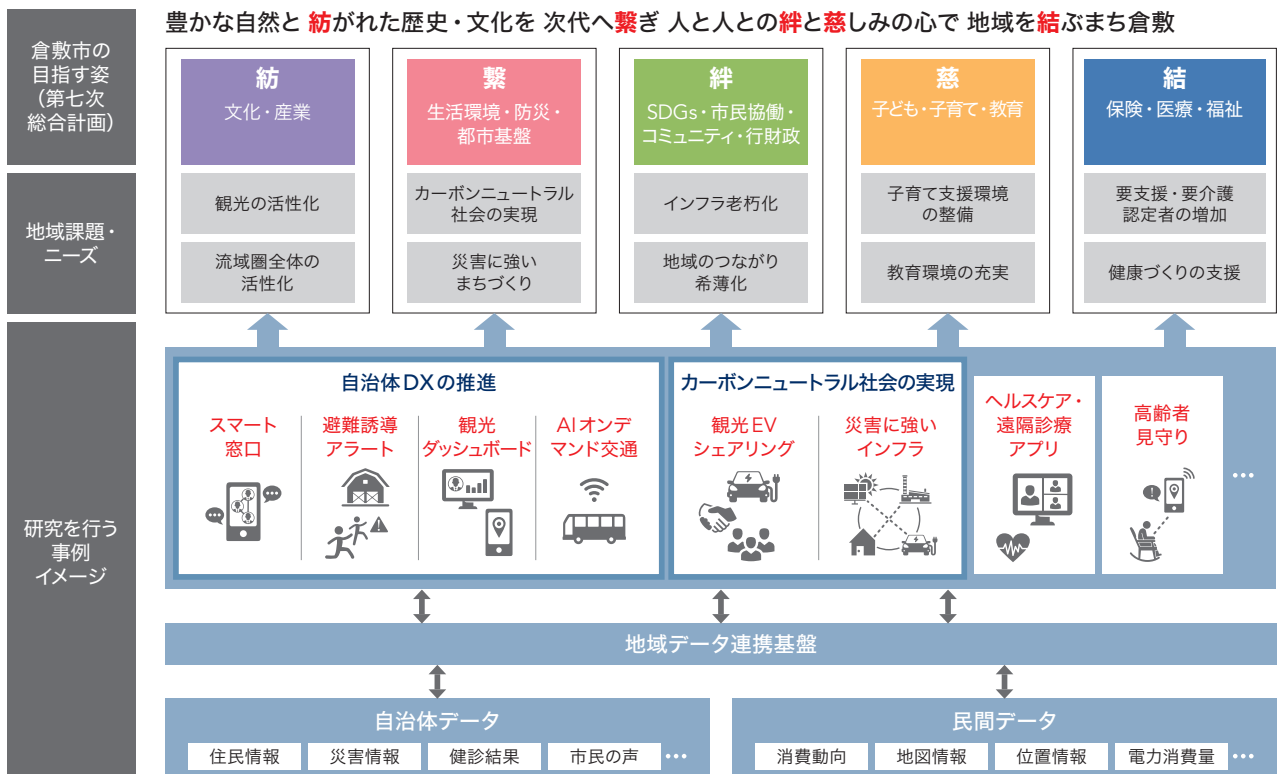 豊かな自然と 紡がれた歴史・文化を 次代へ繋ぎ 人と人との絆と慈しみの心で 地域を結ぶまち倉敷
倉敷市の
目指す姿
(第七次
総合計画)
紡
文化・産業
繋
生活環境・防災・
都市基盤
絆
SDGs・市民協働・
コミュニティ・行財政
慈
子ども・子育て・教育
結
保険・医療・福祉
地域課題・
ニーズ
観光の活性化
流域圏全体の
活性化
カーボンニュートラル
社会の実現
災害に強い
まちづくり
インフラ老朽化
地域のつながり
希薄化
子育て支援環境
の整備
教育環境の充実
要支援・要介護
認定者の増加
健康づくりの支援
研究を行う
事例
イメージ
自治体DXの推進
スマート
窓口
避難誘導
アラート
観光
ダッシュボード
AIオンデ
マンド交通
カーボンニュートラル社会の実現
観光EV
シェアリング
災害に強い
インフラ
ヘルスケア・
遠隔診療
アプリ
高齢者
見守り
…
地域データ連携基盤
自治体データ
住民情報
災害情報
健診結果
市民の声
…
民間データ
消費動向
地図情報
位置情報
電力消費量
…